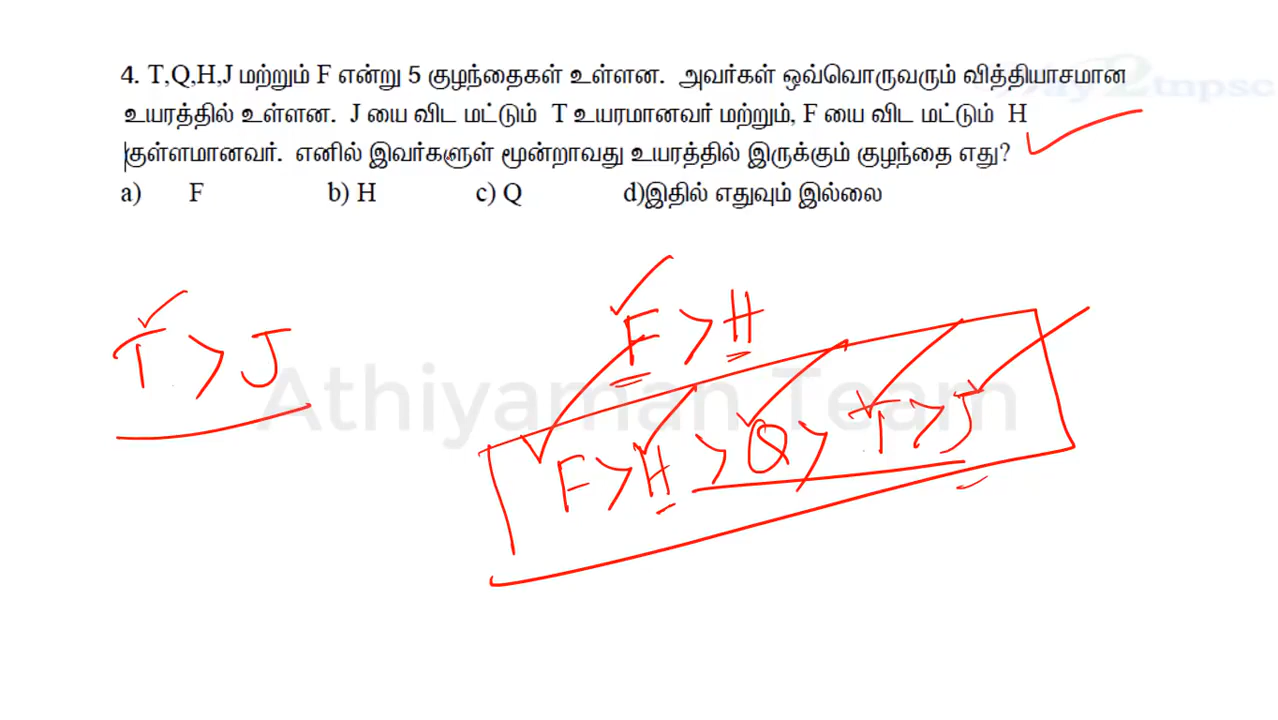 4. T,Q,H,J மற்றும் F என்று 5 குழந்தைகள் உள்ளன. அவர்கள் ஒவ்வொருவரும் வித்தியாசமான
உயரத்தில் உள்ளன. J யை விட மட்டும் T உயரமானவர் மற்றும், F யை விட மட்டும் H
குள்ளமானவர். எனில் இவர்களுள் மூன்றாவது உயரத்தில் இருக்கும் குழந்தை எது?
a) F b) H c) Q d)இதில் எதுவும் இல்லை
F > H
T > J
Athiyaman Team
F > H > Q > T > J